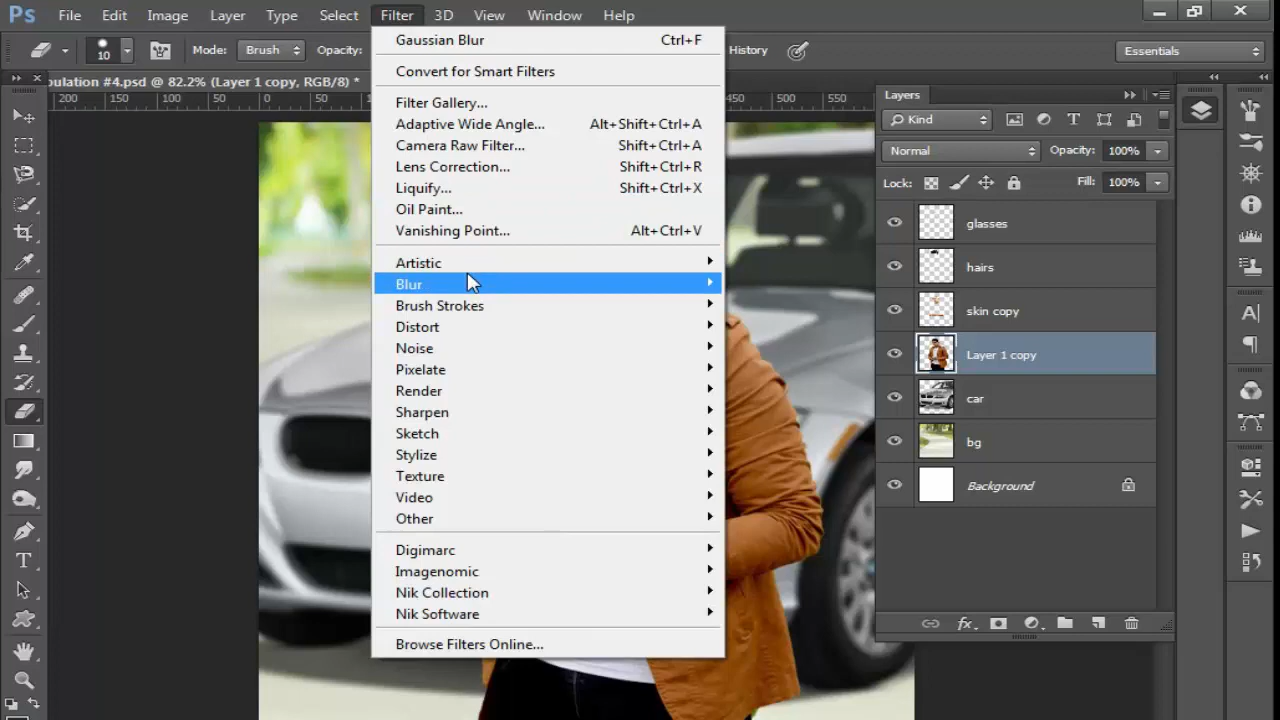 Ps File Edit Image Layer Type Select Filter 3D View Window Help
10 Mode: Brush Opacity: History Essentials
pulation #4.psd @ 82.2% (Layer 1 copy, RGB/8) *
200 150 100 50 0 50 450 500 550
Gaussian Blur Ctrl+F
Convert for Smart Filters
Filter Gallery...
Adaptive Wide Angle... Alt+Shift+Ctrl+A
Camera Raw Filter... Shift+Ctrl+A
Lens Correction... Shift+Ctrl+R
Liquify... Shift+Ctrl+X
Oil Paint...
Vanishing Point... Alt+Ctrl+V
Artistic
Blur
Brush Strokes
Distort
Noise
Pixelate
Render
Sharpen
Sketch
Stylize
Texture
Video
Other
Digimarc
Imagenomic
Nik Collection
Nik Software
Browse Filters Online...
Layers
Kind
Normal Opacity: 100%
Lock: Fill: 100%
glasses
hairs
skin copy
Layer 1 copy
car
bg
Background